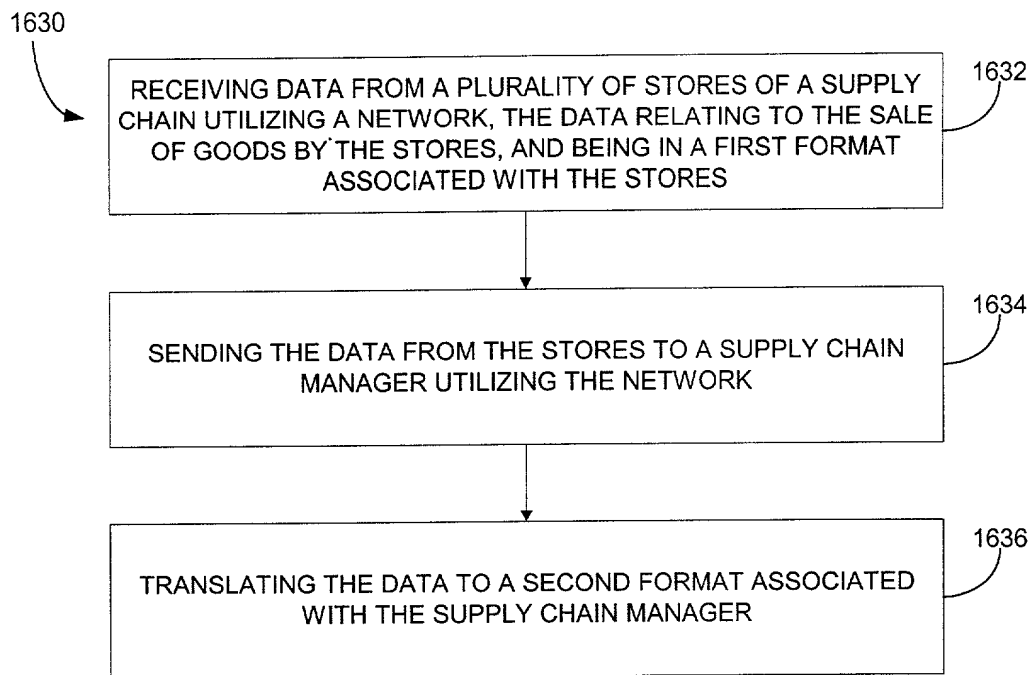 1630
1632
RECEIVING DATA FROM A PLURALITY OF STORES OF A SUPPLY
CHAIN UTILIZING A NETWORK, THE DATA RELATING TO THE SALE
OF GOODS BY THE STORES, AND BEING IN A FIRST FORMAT
ASSOCIATED WITH THE STORES
1634
SENDING THE DATA FROM THE STORES TO A SUPPLY CHAIN
MANAGER UTILIZING THE NETWORK
1636
TRANSLATING THE DATA TO A SECOND FORMAT ASSOCIATED
WITH THE SUPPLY CHAIN MANAGER